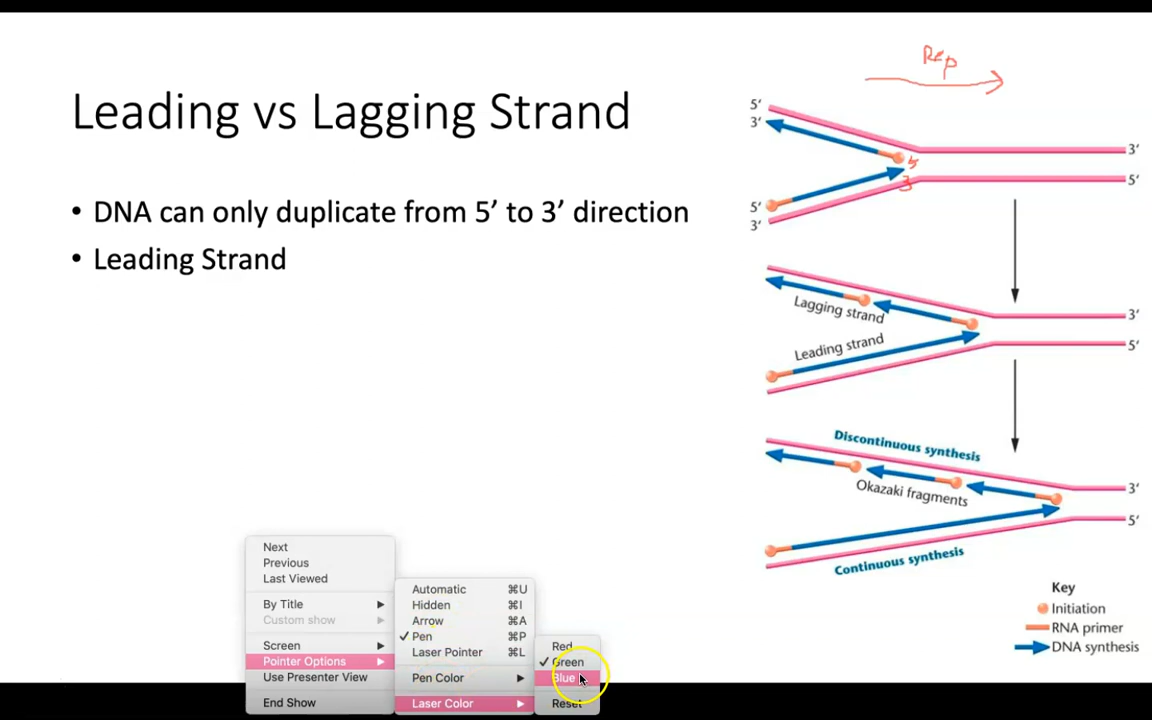 Rep
Leading vs Lagging Strand
• DNA can only duplicate from 5’ to 3’ direction
• Leading Strand
5′
3′
5
3
5′
3′
3′
5′
Lagging strand
Leading strand
3′
5′
Discontinuous synthesis
Okazaki fragments
3′
5′
Continuous synthesis
Key
Initiation
RNA primer
DNA synthesis
Next
Previous
Last Viewed
By Title
Custom show
Screen
Pointer Options
Use Presenter View
End Show
Automatic ⌘U
Hidden ⌘I
Arrow ⌘A
✓ Pen ⌘P
Laser Pointer ⌘L
Pen Color
Laser Color
Red
✓ Green
Blue
Reset